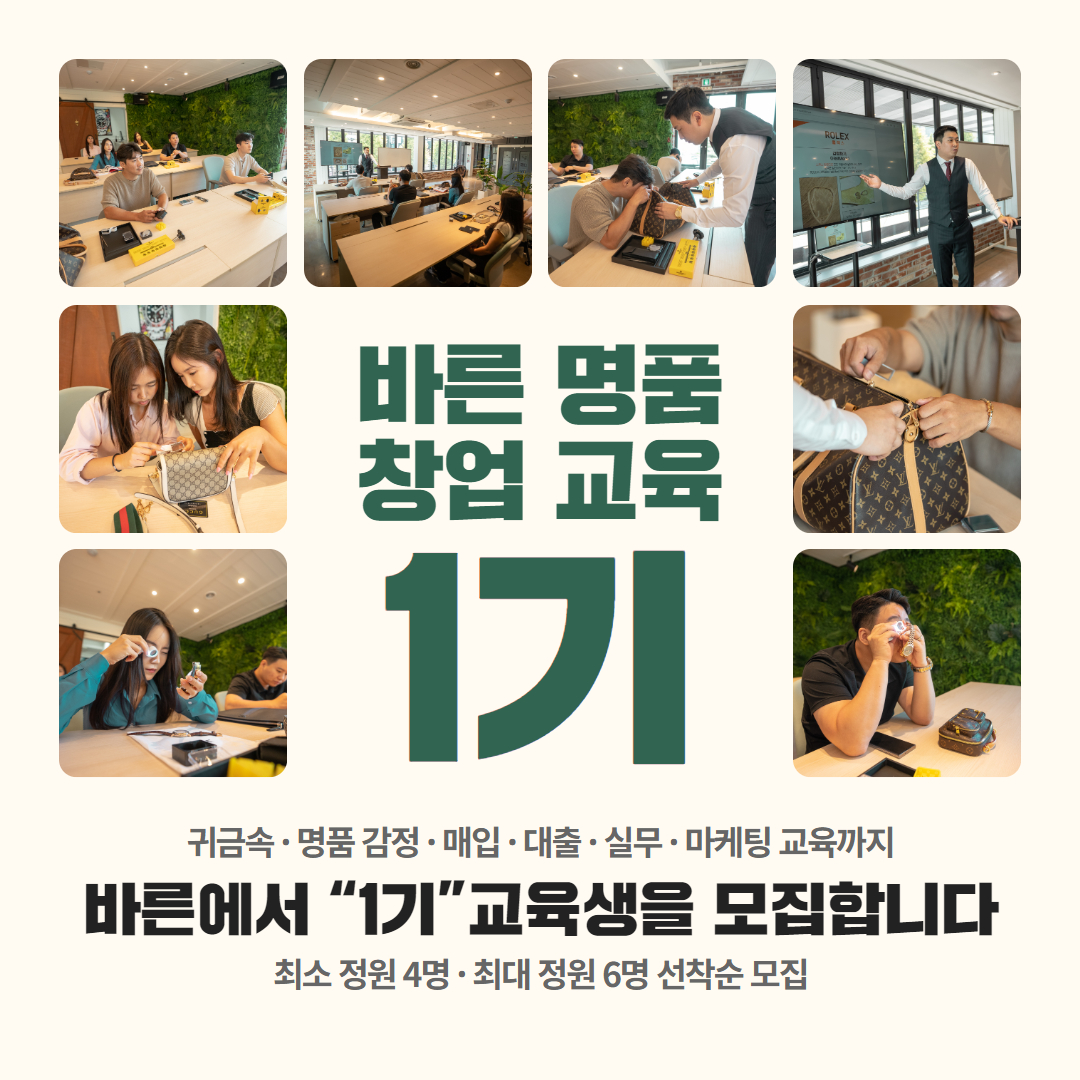 ROLEX
바른 명품
창업 교육
1기
귀금속 · 명품 감정 · 매입 · 대출 · 실무 · 마케팅 교육까지
바른에서 “1기”교육생을 모집합니다
최소 정원 4명 · 최대 정원 6명 선착순 모집